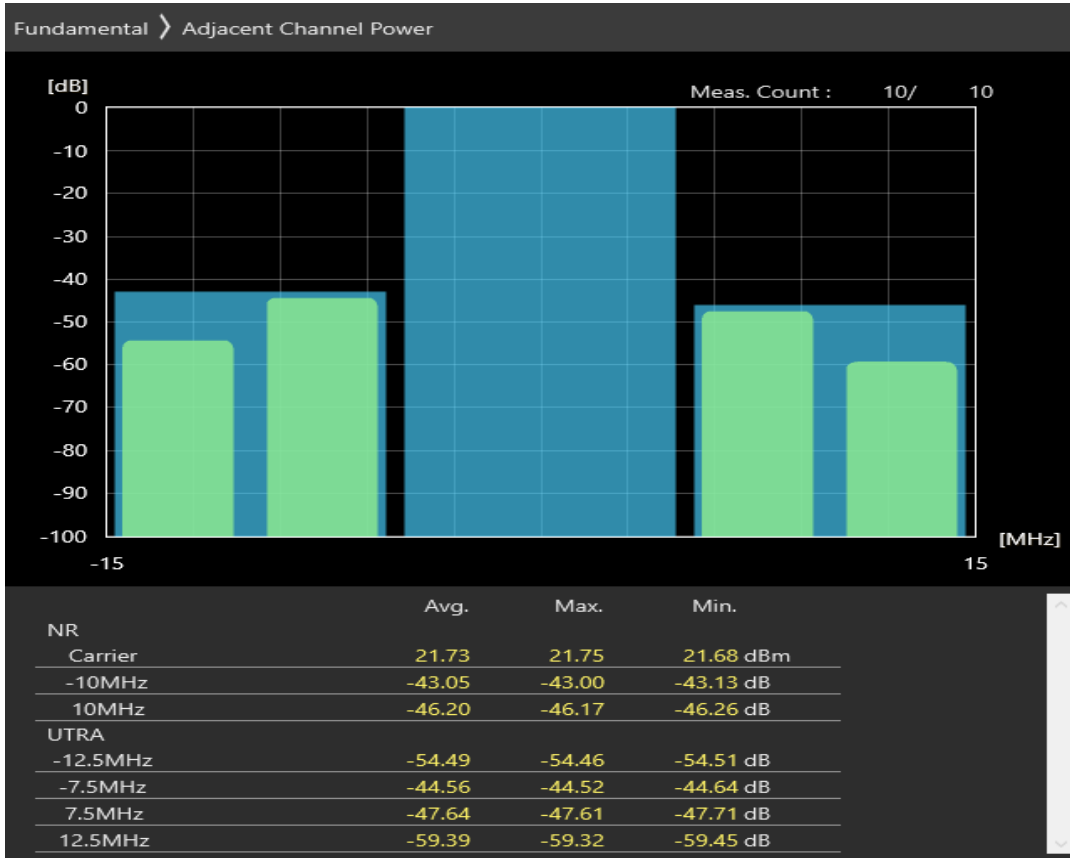 Fundamental ❭ Adjacent Channel Power
[dB]
Meas. Count : 10/ 10
0
-10
-20
-30
-40
-50
-60
-70
-80
-90
-100
[MHz]
-15 15
Avg. Max. Min.
NR
Carrier 21.73 21.75 21.68 dBm
-10MHz -43.05 -43.00 -43.13 dB
10MHz -46.20 -46.17 -46.26 dB
UTRA
-12.5MHz -54.49 -54.46 -54.51 dB
-7.5MHz -44.56 -44.52 -44.64 dB
7.5MHz -47.64 -47.61 -47.71 dB
12.5MHz -59.39 -59.32 -59.45 dB